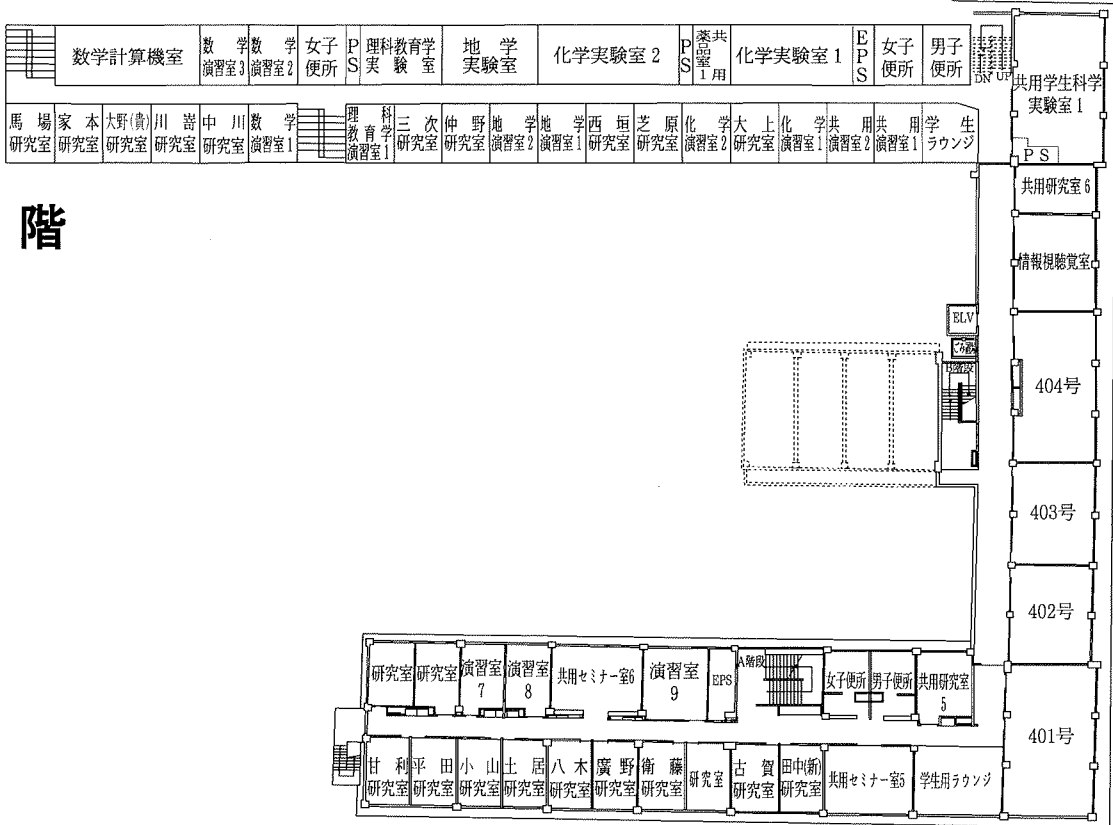 数学計算機室
数学
演習室3
数学
演習室2
女子
便所
PS
理科教育学
実験室
地学
実験室
化学実験室2
PS
共用
薬品室1
化学実験室1
EPS
女子
便所
男子
便所
DN UP
共用学生科学
実験室1
馬場
研究室
家本
研究室
大野(貴)
研究室
川嵜
研究室
中川
研究室
数学
演習室1
理科
教育学
演習室1
三次
研究室
仲野
研究室
地学
演習室2
地学
演習室1
西垣
研究室
芝原
研究室
化学
演習室2
大上
研究室
化学
演習室1
共用
演習室2
共用
演習室1
学生
ラウンジ
PS
共用研究室6
階
情報視聴覚室
ELV
B階段
404号
403号
402号
研究室
研究室
演習室
7
演習室
8
共用セミナー室6
演習室
9
EPS
A階段
女子便所
男子便所
共用研究室
5
401号
甘利
研究室
平田
研究室
小山
研究室
土居
研究室
八木
研究室
廣野
研究室
衛藤
研究室
研究室
古賀
研究室
田中(新)
研究室
共用セミナー室5
学生用ラウンジ